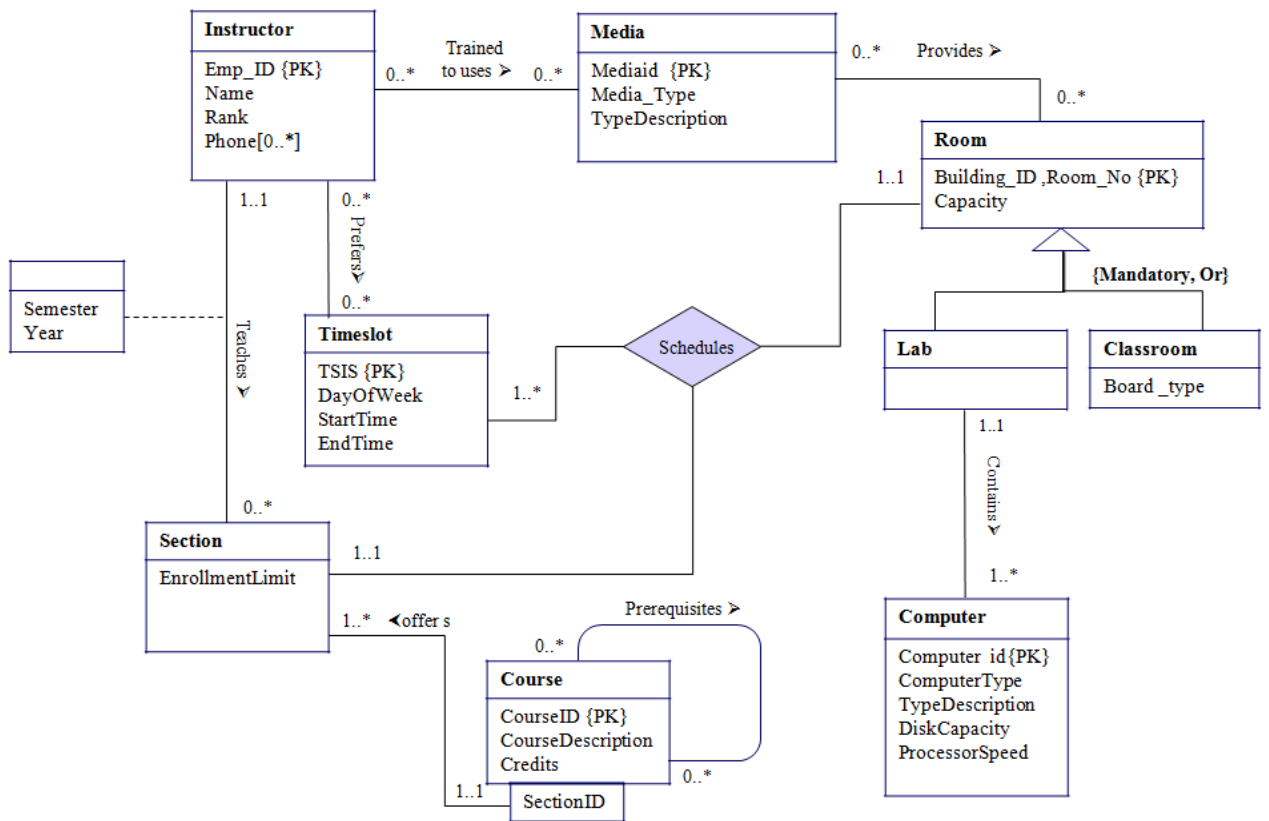 Instructor
Emp_ID {PK}
Name
Rank
Phone[0..*]
0..*
Trained
to uses ➢
0..*
Media
Mediaid {PK}
Media_Type
TypeDescription
0..*
Provides ➢
0..*
Room
Building_ID ,Room_No {PK}
Capacity
1..1
{Mandatory, Or}
Lab
Classroom
Board _type
1..1
Contains ➢
1..*
Computer
Computer id{PK}
ComputerType
TypeDescription
DiskCapacity
ProcessorSpeed
1..1
0..*
Prefers➢
0..*
Semester
Year
Teaches ➢
Timeslot
TSIS {PK}
DayOfWeek
StartTime
EndTime
1..*
Schedules
0..*
Section
EnrollmentLimit
1..1
1..*
⮜offer s
Prerequisites ➢
0..*
Course
CourseID {PK}
CourseDescription
Credits
0..*
1..1
SectionID